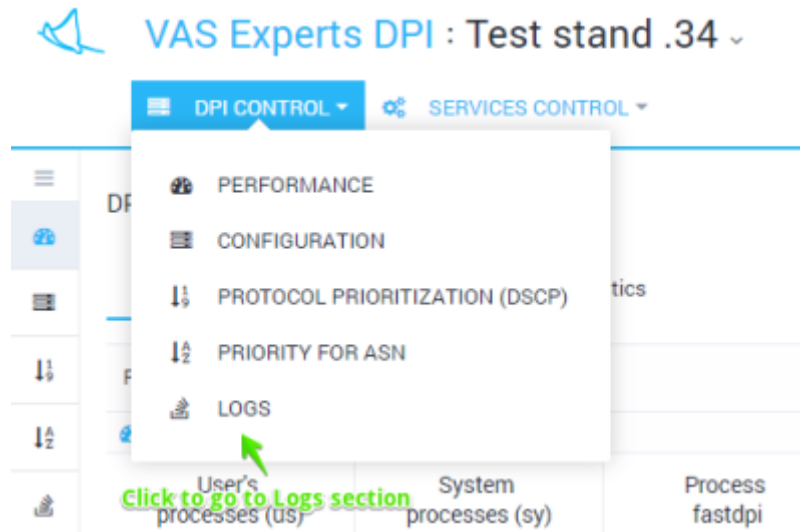 VAS Experts DPI : Test stand .34
DPI CONTROL
SERVICES CONTROL
PERFORMANCE
CONFIGURATION
PROTOCOL PRIORITIZATION (DSCP)
PRIORITY FOR ASN
LOGS
tics
Click to go to Logs section
User's
processes (us)
System
processes (sy)
Process
fastdpi